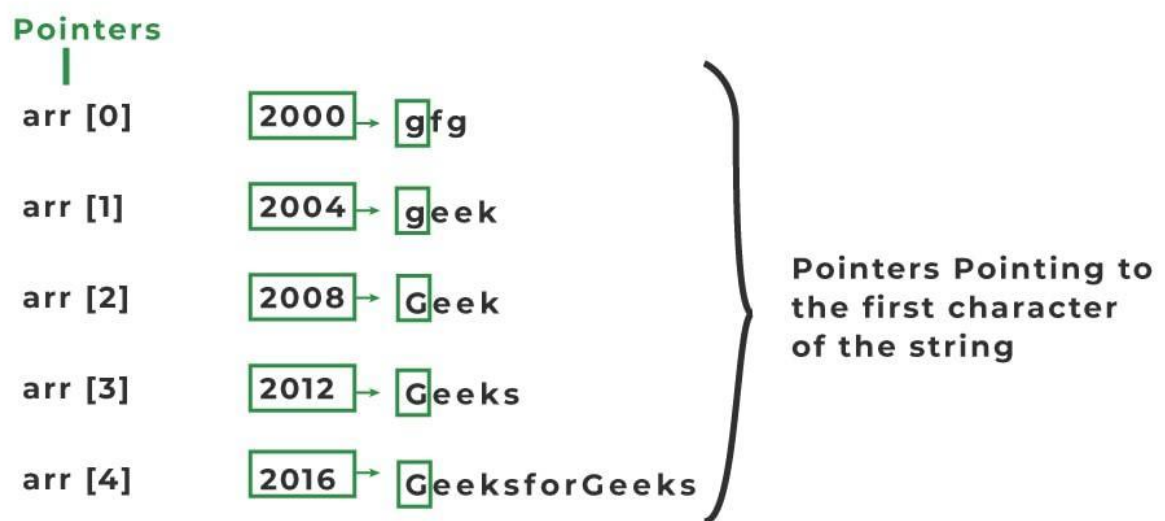 Pointers
arr [0] 2000 gfg
arr [1] 2004 geek
arr [2] 2008 Geek
arr [3] 2012 Geeks
arr [4] 2016 GeeksforGeeks
Pointers Pointing to
the first character
of the string